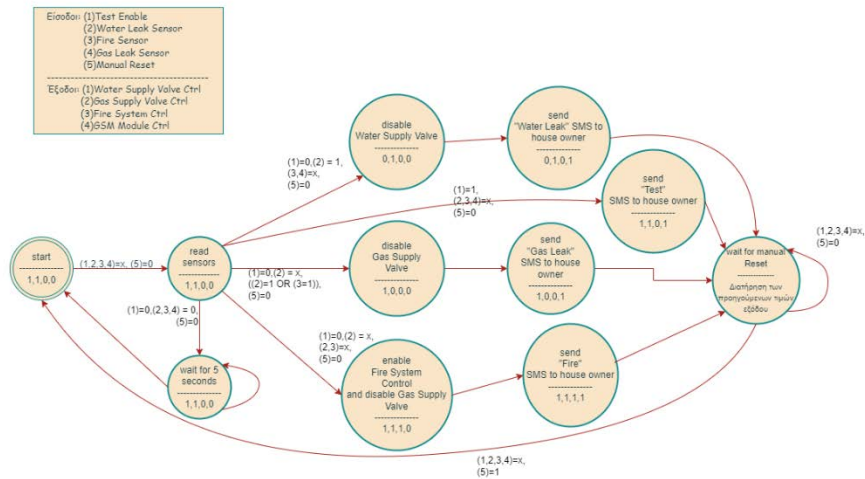 Είσοδοι: (1)Test Enable
(2)Water Leak Sensor
(3)Fire Sensor
(4)Gas Leak Sensor
(5)Manual Reset
----------------------------------------
Έξοδοι: (1)Water Supply Valve Ctrl
(2)Gas Supply Valve Ctrl
(3)Fire System Ctrl
(4)GSM Module Ctrl
disable
Water Supply Valve
--------------
0,1,0,0
send
"Water Leak" SMS to
house owner
--------------
0,1,0,1
(1)=0,(2) = 1,
(3,4)=x,
(5)=0
(1)=1,
(2,3,4)=x,
(5)=0
send
"Test"
SMS to house owner
--------------
1,1,0,1
(1,2,3,4)=x,
(5)=0
start
--------------
1,1,0,0
(1,2,3,4)=x, (5)=0
read
sensors
--------------
1,1,0,0
(1)=0,(2) = x,
((2)=1 OR (3=1)),
(5)=0
disable
Gas Supply
Valve
--------------
1,0,0,0
send
"Gas Leak"
SMS to house
owner
--------------
1,0,0,1
wait for manual
Reset
--------------
Διατήρηση των
προηγούμενων τιμών
εξόδου
(1)=0,(2,3,4) = 0,
(5)=0
(1)=0,(2) = x,
(2,3)=x,
(5)=0
wait for 5
seconds
--------------
1,1,0,0
enable
Fire System
Control
and disable Gas Supply
Valve
--------------
1,1,1,0
send
"Fire"
SMS to house owner
--------------
1,1,1,1
(1,2,3,4)=x,
(5)=1